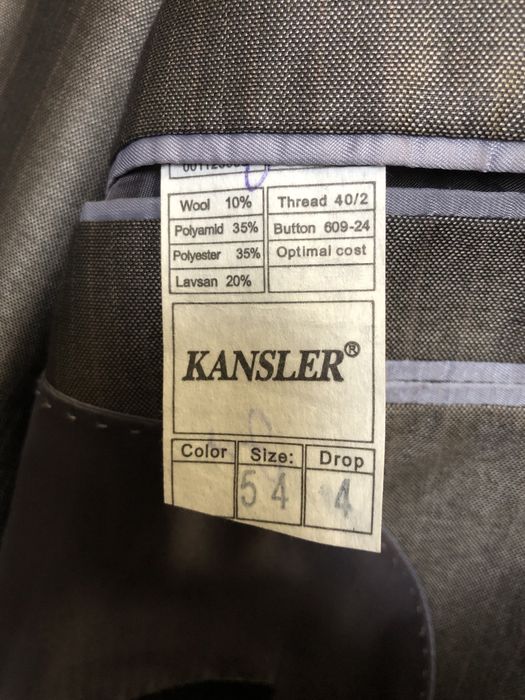 Wool 10%
Thread 40/2
Polyamid 35%
Button 609-24
Polyester 35%
Optimal cost
Lavsan 20%
KANSLER®
Color
Size:
Drop
54
4